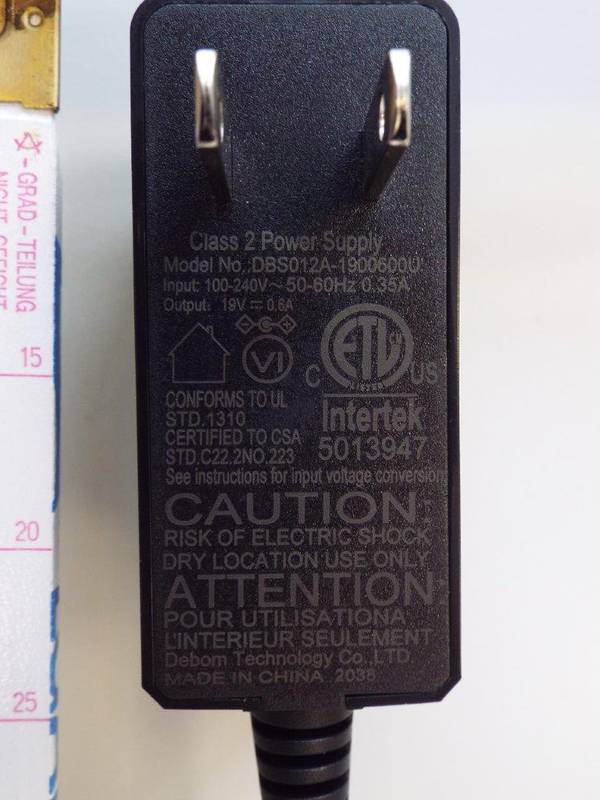 Class 2 Power Supply
Model No.:DBS012A-1900600U
Input: 100-240V~ 50-60Hz 0.35A
Output: 19V⎓ 0.6A
VI
ETL
LISTED
C US
Intertek
5013947
CONFORMS TO UL
STD.1310
CERTIFIED TO CSA
STD.C22.2NO.223
See instructions for input voltage conversion
CAUTION:
RISK OF ELECTRIC SHOCK
DRY LOCATION USE ONLY
ATTENTION:
POUR UTILISATIONA
L'INTERIEUR SEULEMENT
Debom Technology Co.,LTD.
MADE IN CHINA
-GRAD-TEILUNG
15
20
25